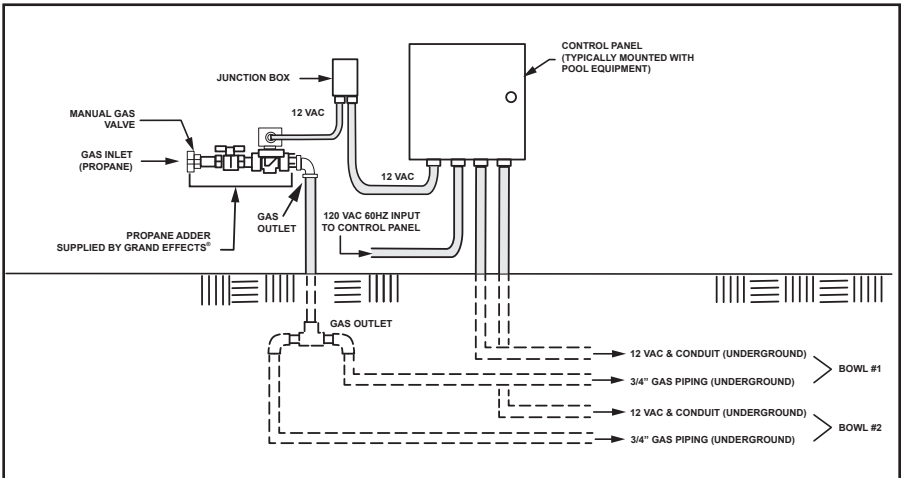 CONTROL PANEL
(TYPICALLY MOUNTED WITH
POOL EQUIPMENT)
JUNCTION BOX
12 VAC
MANUAL GAS
VALVE
GAS INLET
(PROPANE)
12 VAC
GAS
OUTLET
120 VAC 60HZ INPUT
TO CONTROL PANEL
PROPANE ADDER
SUPPLIED BY GRAND EFFECTS®
GAS OUTLET
12 VAC & CONDUIT (UNDERGROUND)
BOWL #1
3/4" GAS PIPING (UNDERGROUND)
12 VAC & CONDUIT (UNDERGROUND)
BOWL #2
3/4" GAS PIPING (UNDERGROUND)